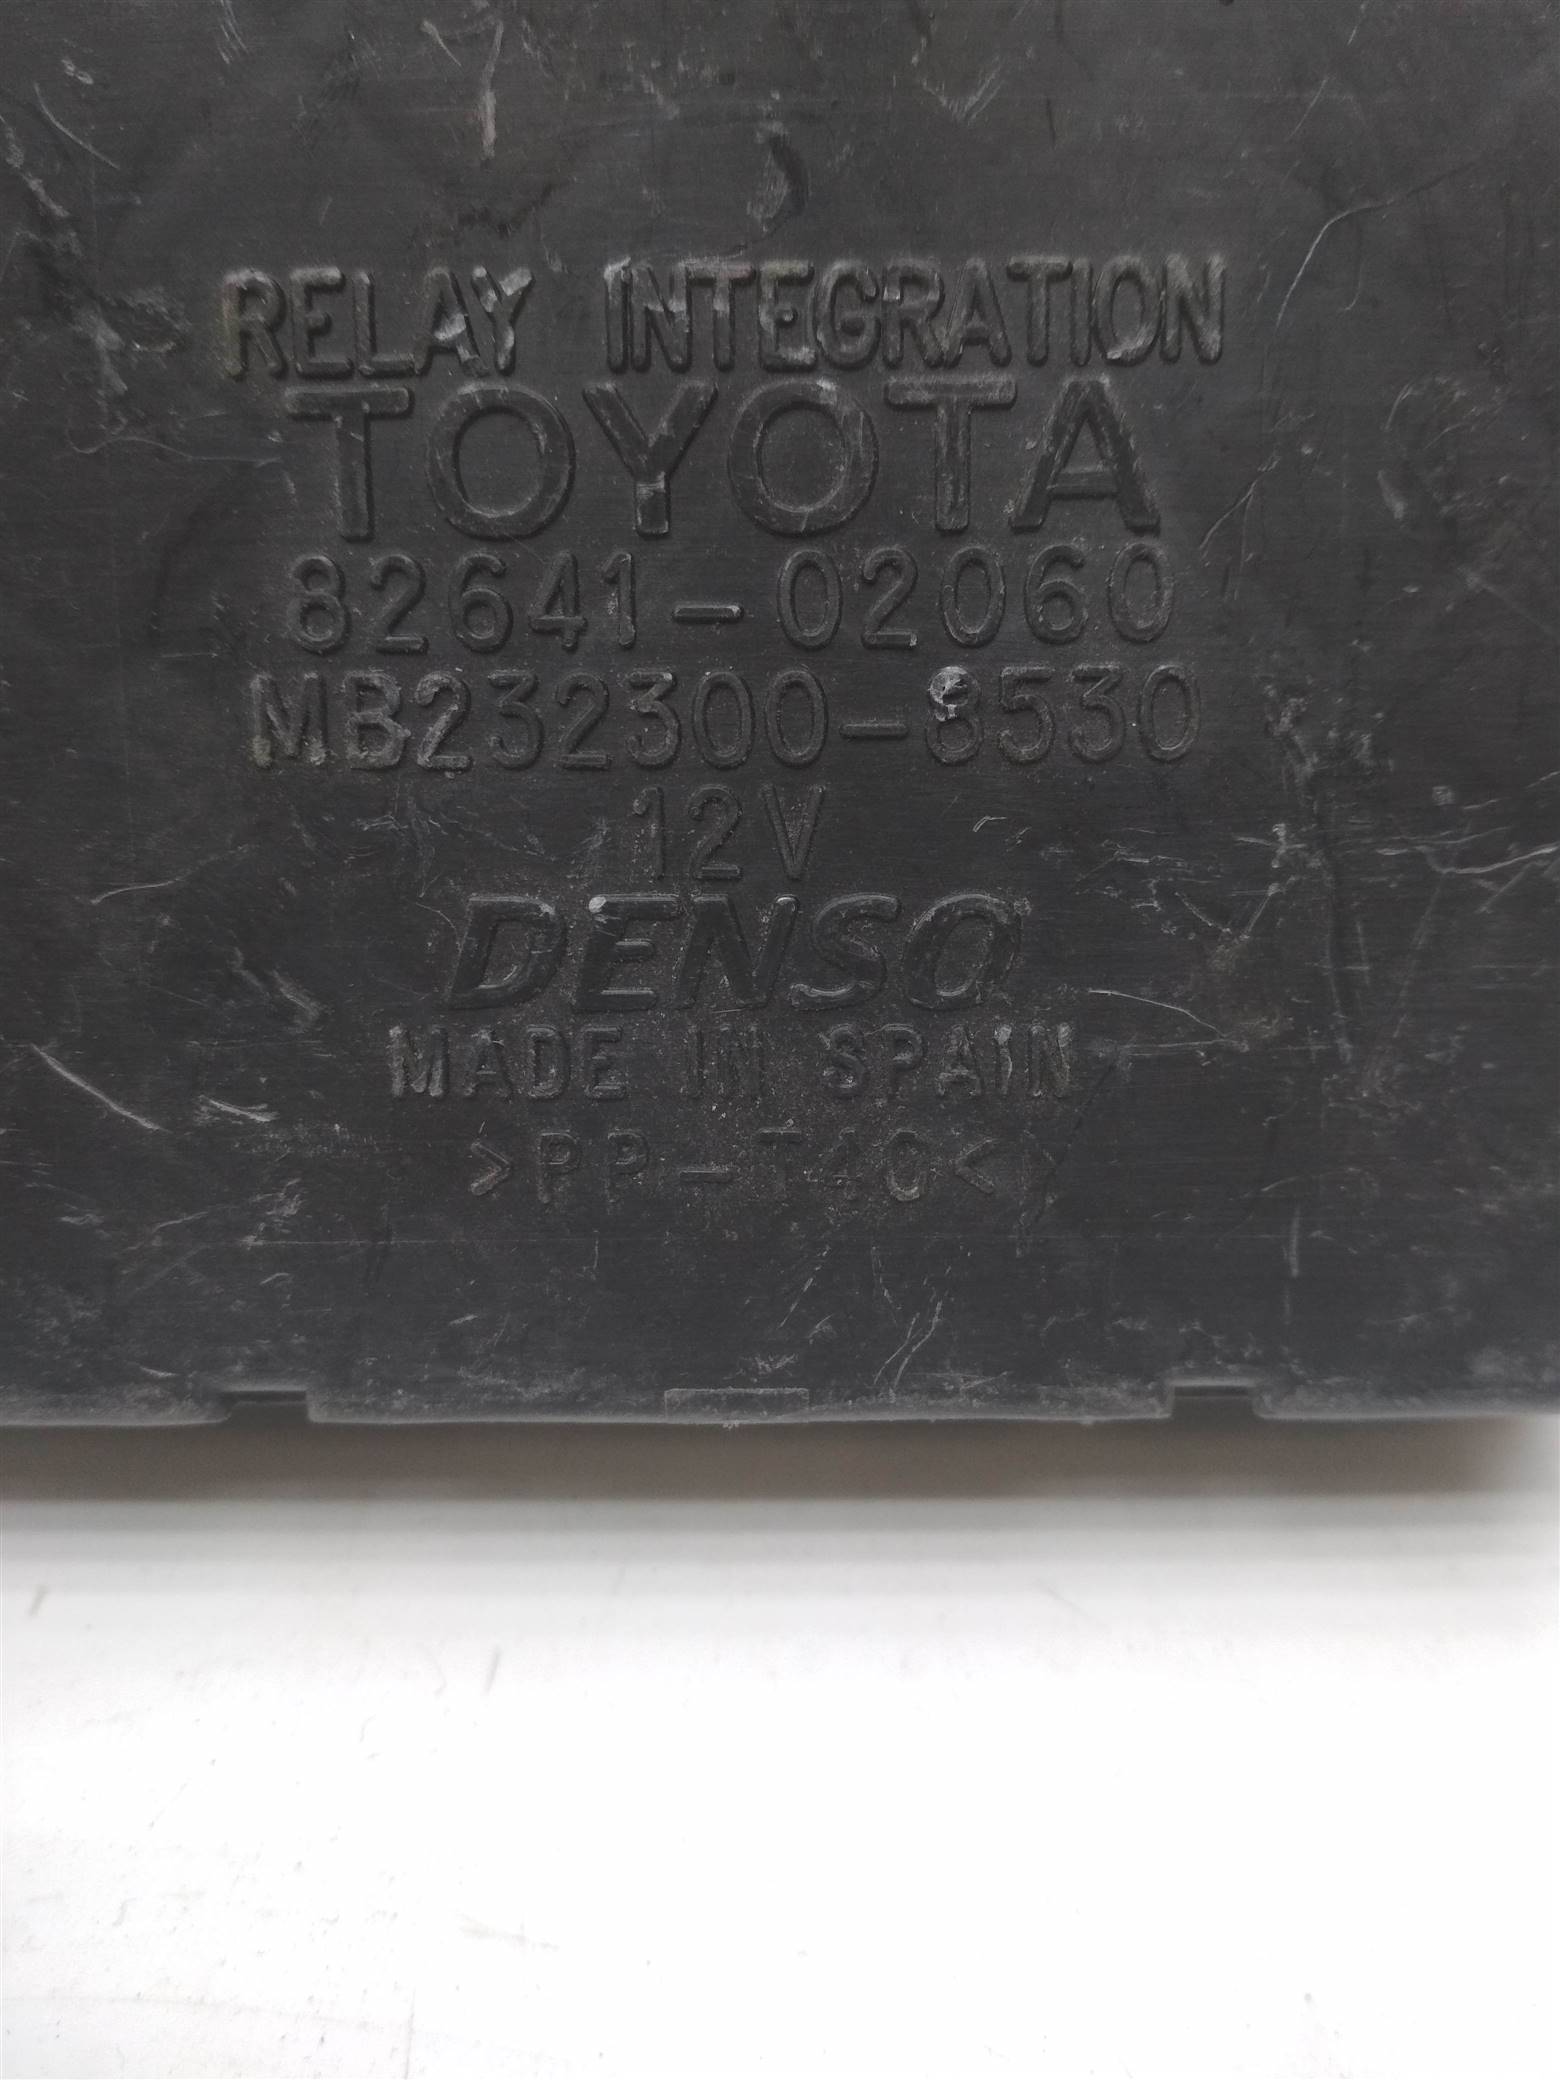 RELAY INTEGRATION
TOYOTA
82641-02060
MB232300-8530
12V
DENSO
MADE IN SPAIN
>PP-T40<